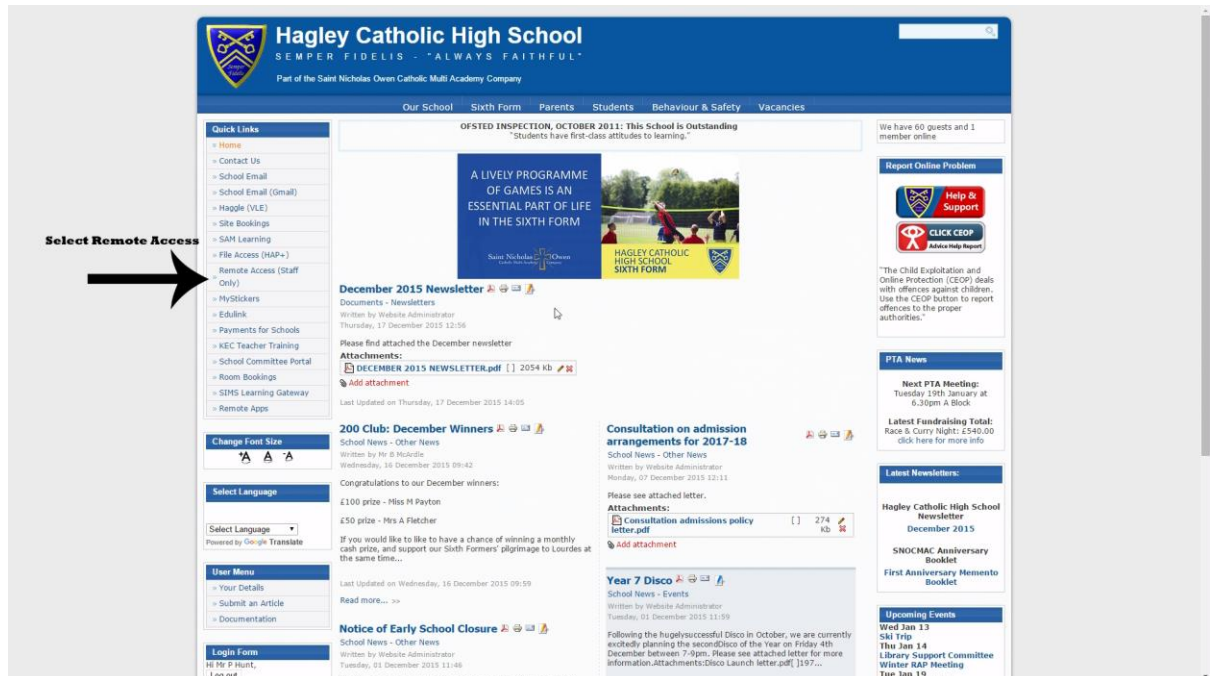 Hagley Catholic High School
SEMPER FIDELIS - "ALWAYS FAITHFUL"
Part of the Saint Nicholas Owen Catholic Multi Academy Company
Our School Sixth Form Parents Students Behaviour & Safety Vacancies
Select Remote Access
Quick Links
Home
Contact Us
School Email
School Email (Gmail)
Haggle (VLE)
Site Bookings
SAM Learning
File Access (HAP+)
Remote Access (Staff
Only)
MyStickers
Edulink
Payments for Schools
KEC Teacher Training
School Committee Portal
Room Bookings
SIMS Learning Gateway
Remote Apps
Change Font Size
+A A -A
Select Language
Select Language
Powered by Google Translate
User Menu
Your Details
Submit an Article
Documentation
Login Form
Hi Mr P Hunt,
Log out
OFSTED INSPECTION, OCTOBER 2011: This School is Outstanding
"Students have first-class attitudes to learning."
A LIVELY PROGRAMME
OF GAMES IS AN
ESSENTIAL PART OF LIFE
IN THE SIXTH FORM
Saint Nicholas Owen
HAGLEY CATHOLIC
HIGH SCHOOL
SIXTH FORM
December 2015 Newsletter
Documents - Newsletters
Written by Website Administrator
Thursday, 17 December 2015 12:56
Please find attached the December newsletter
Attachments:
DECEMBER 2015 NEWSLETTER.pdf [ ] 2054 Kb
Add attachment
Last Updated on Thursday, 17 December 2015 14:05
200 Club: December Winners
School News - Other News
Written by Mr B McArdle
Wednesday, 16 December 2015 09:42
Congratulations to our December winners:
£100 prize - Miss M Payton
£50 prize - Mrs A Fletcher
If you would like to like to have a chance of winning a monthly
cash prize, and support our Sixth Formers' pilgrimage to Lourdes at
the same time...
Last Updated on Wednesday, 16 December 2015 09:59
Read more... >>
Notice of Early School Closure
School News - Other News
Written by Website Administrator
Tuesday, 01 December 2015 11:46
Consultation on admission
arrangements for 2017-18
School News - Other News
Written by Website Administrator
Monday, 07 December 2015 12:11
Please see attached letter.
Attachments:
Consultation admissions policy [ ] 274
letter.pdf Kb
Add attachment
Year 7 Disco
School News - Events
Written by Website Administrator
Tuesday, 01 December 2015 11:59
Following the hugelysuccessful Disco in October, we are currently
excitedly planning the secondDisco of the Year on Friday 4th
December between 7-9pm. Please see attached letter for more
information.Attachments:Disco Launch letter.pdf[ ]197...
We have 60 guests and 1
member online
Report Online Problem
Help &
Support
CLICK CEOP
Advice Help Report
"The Child Exploitation and
Online Protection (CEOP) deals
with offences against children.
Use the CEOP button to report
offences to the proper
authorities."
PTA News
Next PTA Meeting:
Tuesday 19th January at
6.30pm A Block
Latest Fundraising Total:
Race & Curry Night: £540.00
click here for more info
Latest Newsletters:
Hagley Catholic High School
Newsletter
December 2015
SNOCMAC Anniversary
Booklet
First Anniversary Memento
Booklet
Upcoming Events
Wed Jan 13
Ski Trip
Thu Jan 14
Library Support Committee
Winter RAP Meeting
Tue Jan 19